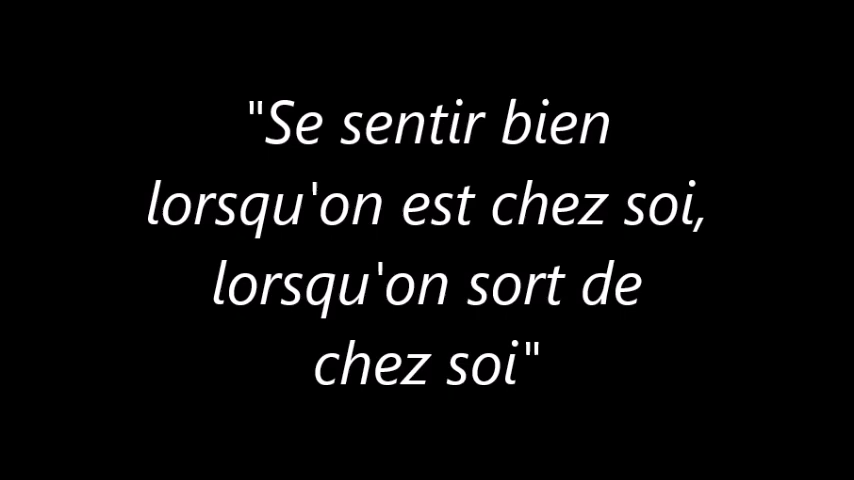 "Se sentir bien
lorsqu'on est chez soi,
lorsqu'on sort de
chez soi"